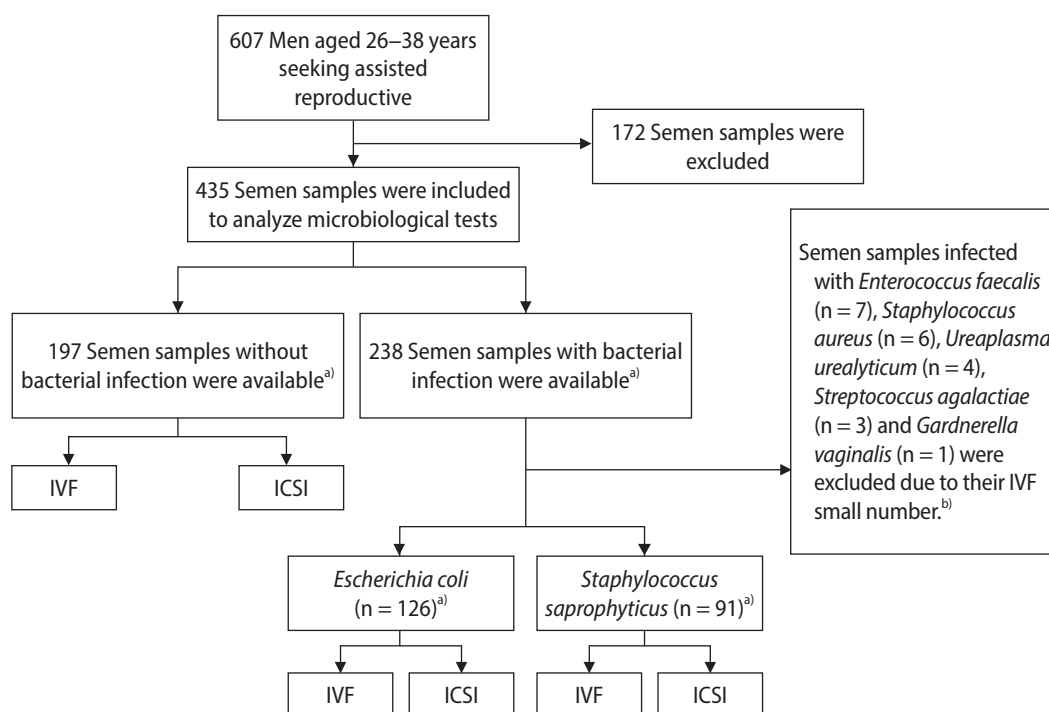 607 Men aged 26–38 years
seeking assisted
reproductive
172 Semen samples were
excluded
435 Semen samples were included
to analyze microbiological tests
Semen samples infected
with Enterococcus faecalis
(n = 7), Staphylococcus
aureus (n = 6), Ureaplasma
urealyticum (n = 4),
Streptococcus agalactiae
(n = 3) and Gardnerella
vaginalis (n = 1) were
excluded due to their IVF
small number.b)
197 Semen samples without
bacterial infection were availablea)
238 Semen samples with bacterial
infection were availablea)
IVF
ICSI
Escherichia coli
(n = 126)a)
Staphylococcus
saprophyticus (n = 91)a)
IVF
ICSI
IVF
ICSI